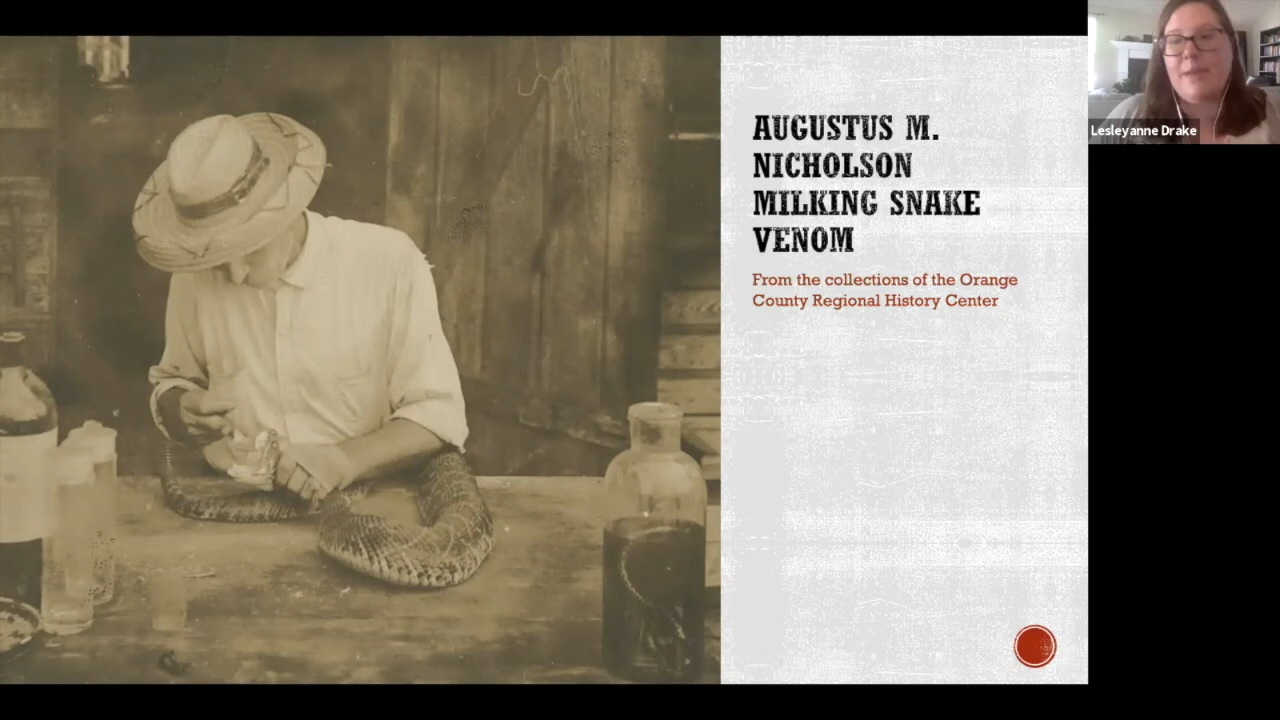 AUGUSTUS M.
NICHOLSON
MILKING SNAKE
VENOM
From the collections of the Orange
County Regional History Center
Lesleyanne Drake